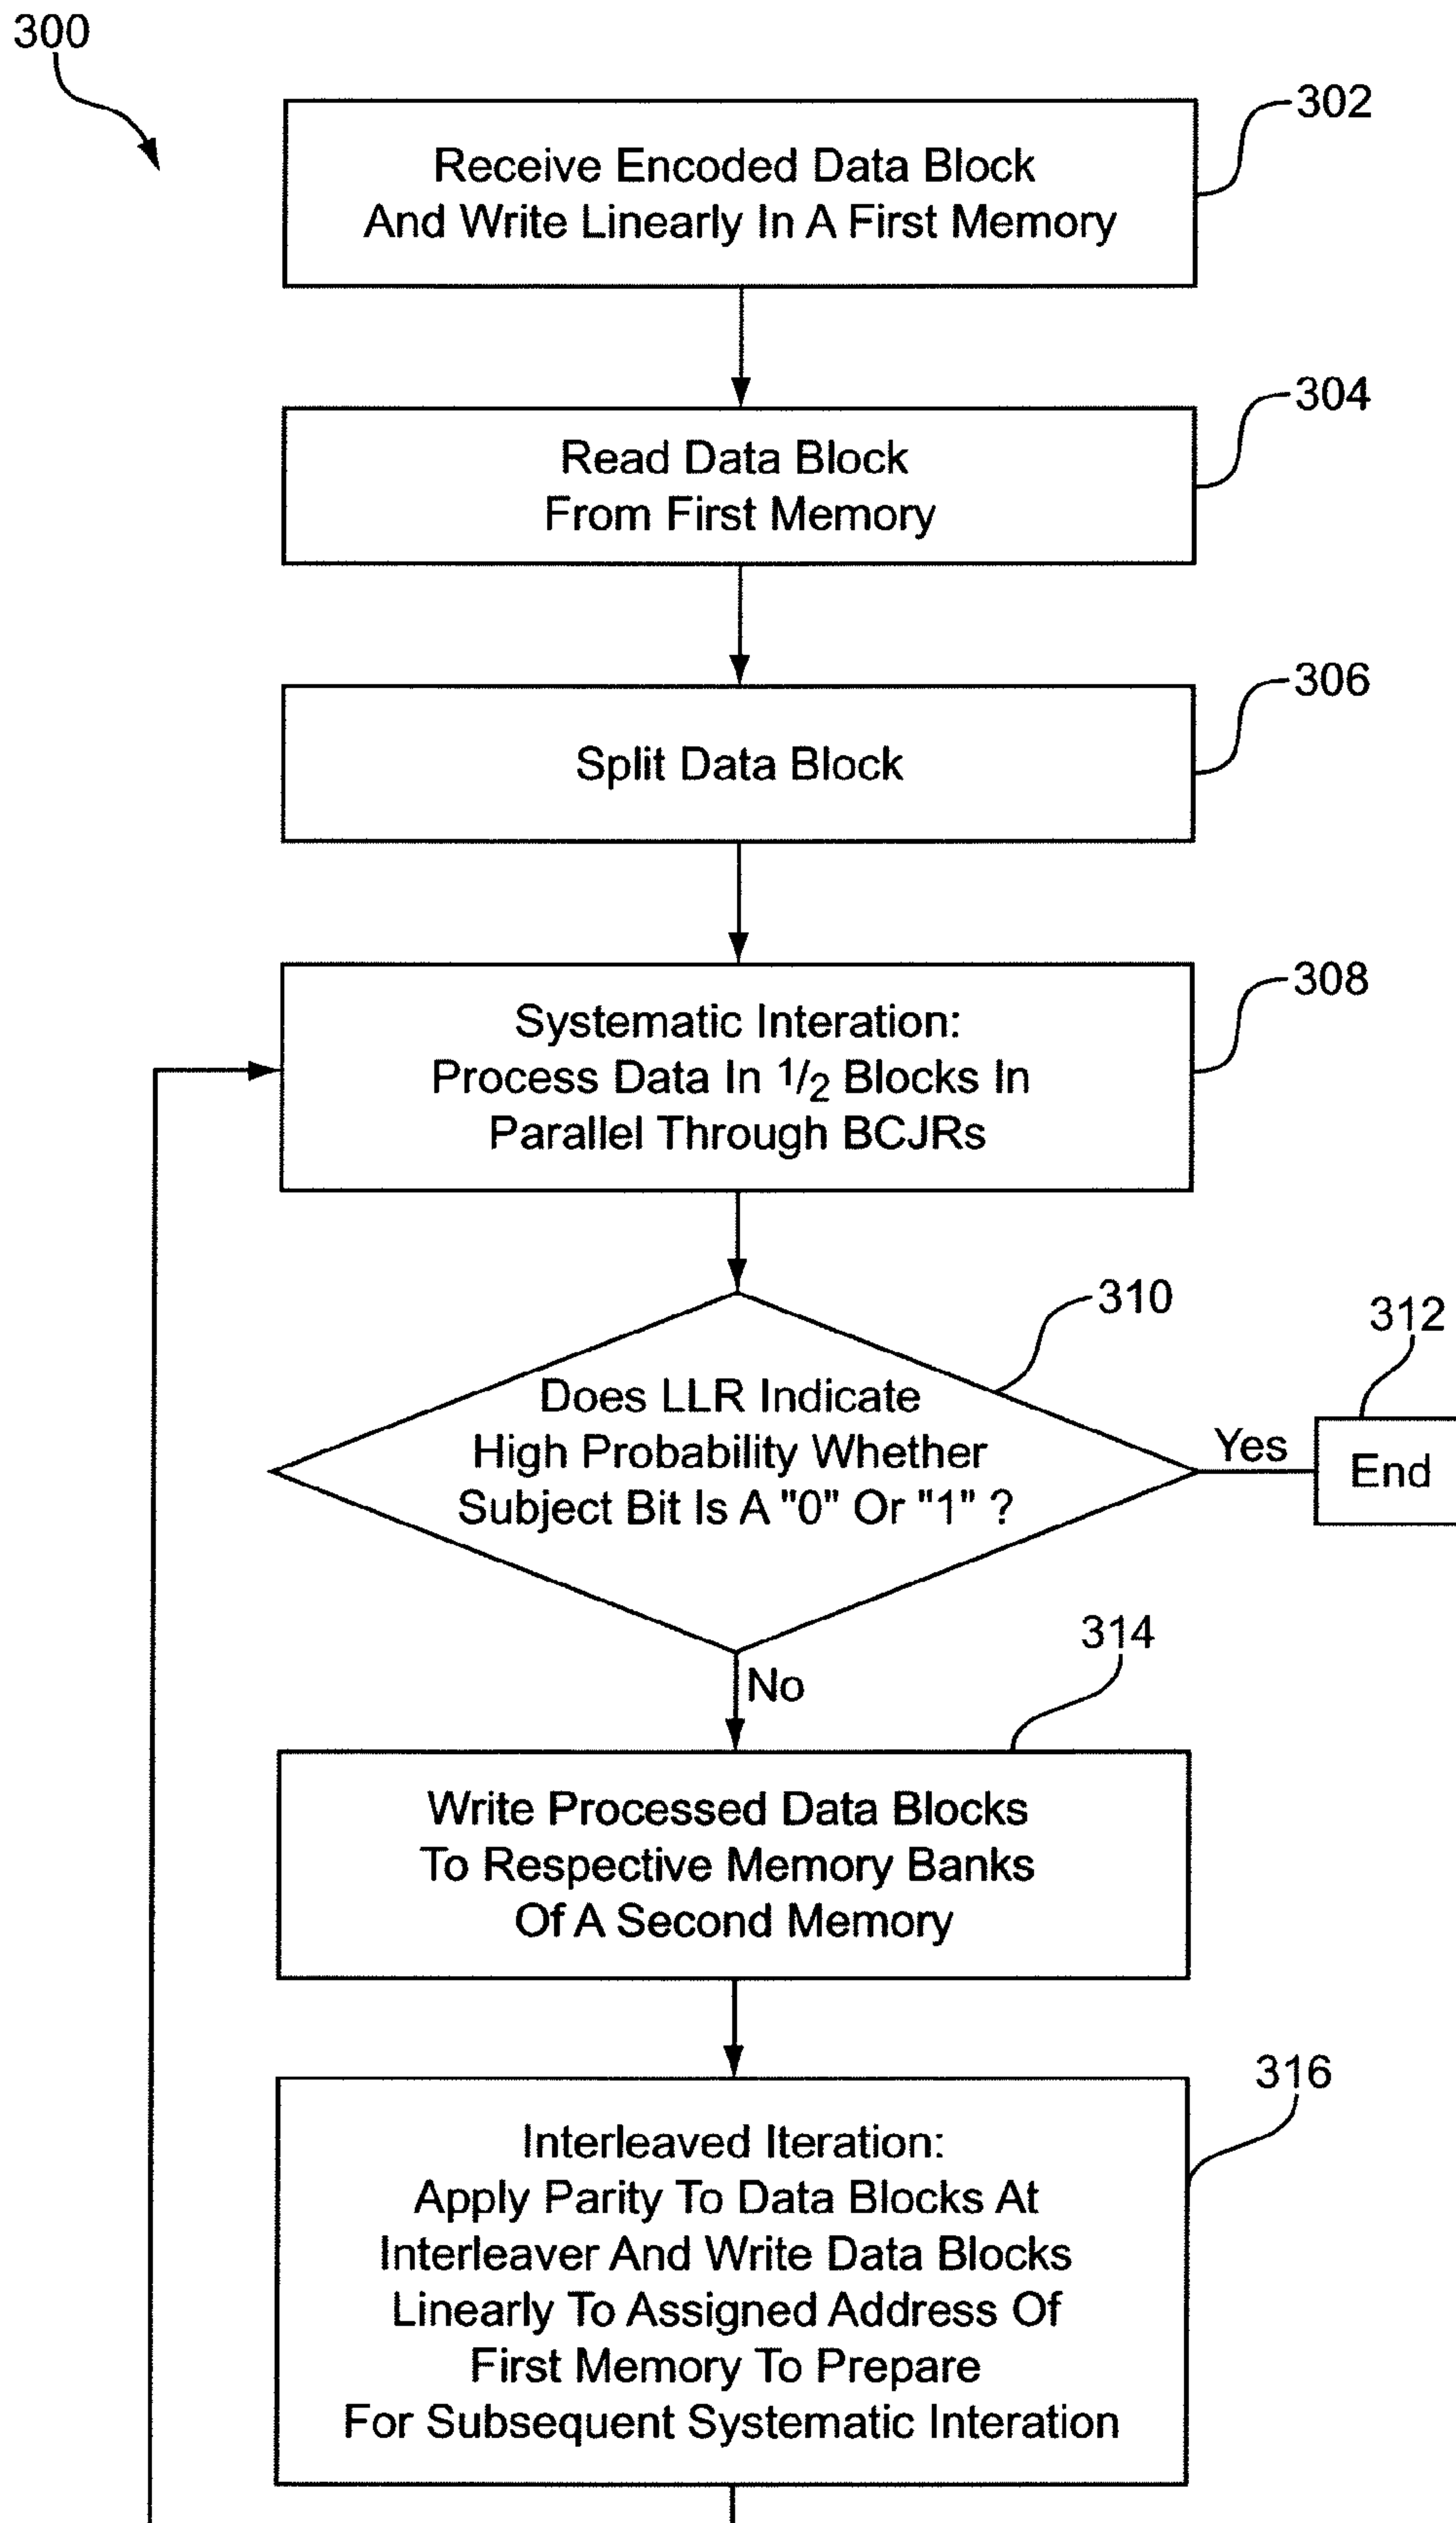 300
302
Receive Encoded Data Block
And Write Linearly In A First Memory
304
Read Data Block
From First Memory
306
Split Data Block
308
Systematic Interation:
Process Data In 1/2 Blocks In
Parallel Through BCJRs
310
312
Does LLR Indicate
High Probability Whether
Subject Bit Is A "0" Or "1" ?
Yes
End
314
No
Write Processed Data Blocks
To Respective Memory Banks
Of A Second Memory
316
Interleaved Iteration:
Apply Parity To Data Blocks At
Interleaver And Write Data Blocks
Linearly To Assigned Address Of
First Memory To Prepare
For Subsequent Systematic Interation